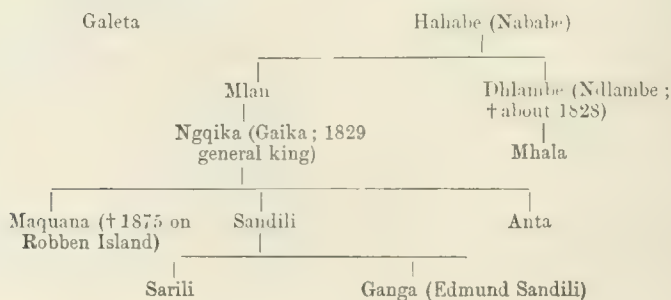 Galeta Hahabe (Nababe)
Mlan Dhlambe (Ndlambe ;
† about 1828)
Ngqika (Gaika ; 1829
general king) Mhala
Maquana († 1875 on
Robben Island) Sandili Anta
Sarili Ganga (Edmund Sandili)